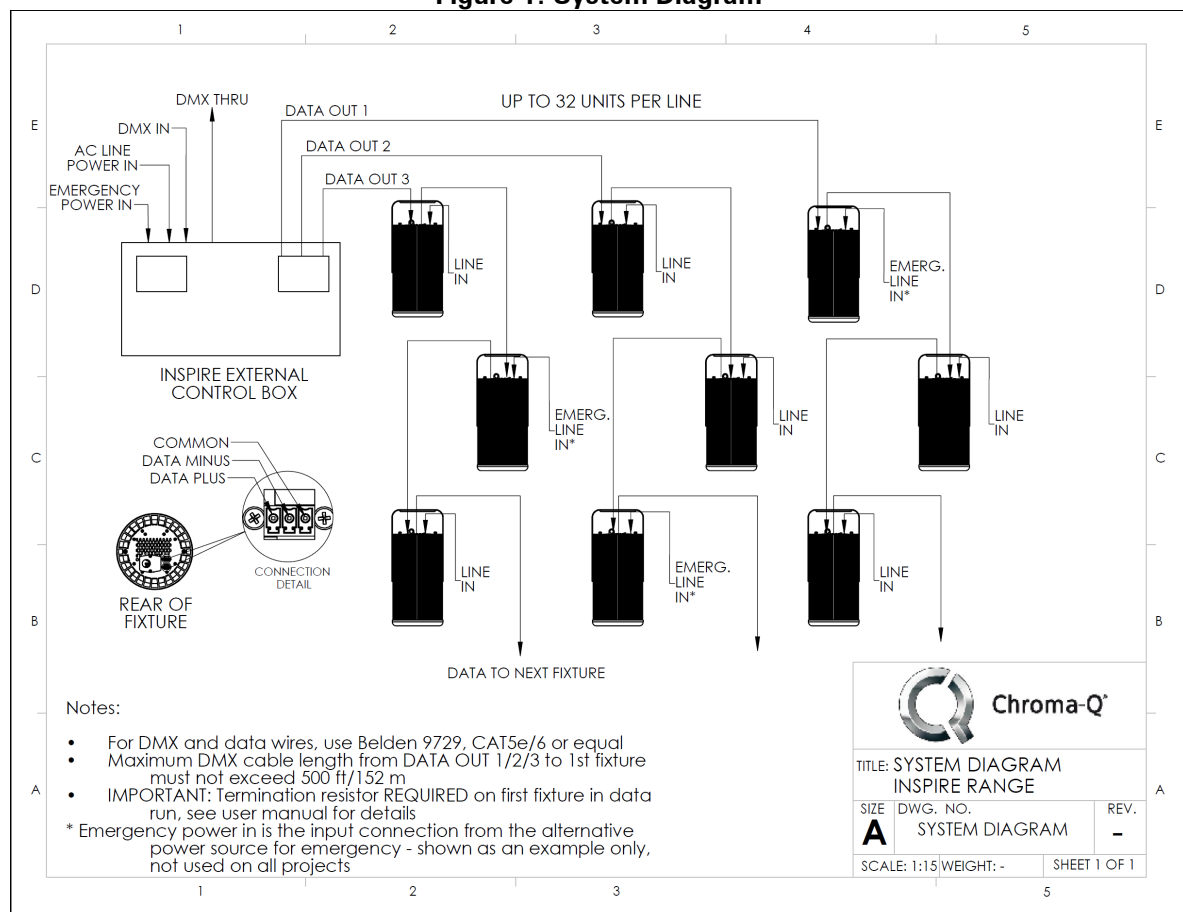 Figure 1: System Diagram
1 2 3 4 5
DMX THRU
UP TO 32 UNITS PER LINE
DATA OUT 1
E
E
DMX IN
DATA OUT 2
AC LINE
POWER IN
DATA OUT 3
EMERGENCY
POWER IN
LINE
IN
LINE
IN
EMERG.
LINE
IN*
D
D
INSPIRE EXTERNAL
CONTROL BOX
EMERG.
LINE
IN*
LINE
IN
LINE
IN
COMMON
DATA MINUS
DATA PLUS
C
C
CONNECTION
DETAIL
LINE
IN
EMERG.
LINE
IN*
LINE
IN
REAR OF
FIXTURE
B
B
DATA TO NEXT FIXTURE
Notes:
• For DMX and data wires, use Belden 9729, CAT5e/6 or equal
• Maximum DMX cable length from DATA OUT 1/2/3 to 1st fixture
must not exceed 500 ft/152 m
• IMPORTANT: Termination resistor REQUIRED on first fixture in data
run, see user manual for details
* Emergency power in is the input connection from the alternative
power source for emergency - shown as an example only,
not used on all projects
A
A
Chroma-Q®
TITLE: SYSTEM DIAGRAM
INSPIRE RANGE
SIZE DWG. NO. REV.
A SYSTEM DIAGRAM -
SCALE: 1:15 WEIGHT: - SHEET 1 OF 1
1 2 3 5